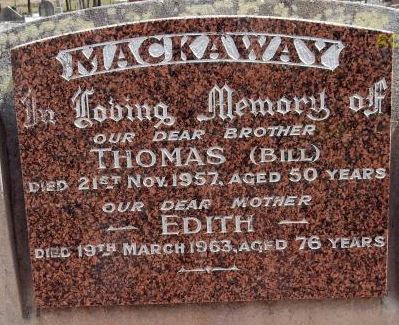 MACKAWAY
In Loving Memory of
OUR DEAR BROTHER
THOMAS (BILL)
DIED 21ST NOV. 1957, AGED 50 YEARS
OUR DEAR MOTHER
— EDITH —
DIED 19TH MARCH 1963, AGED 76 YEARS